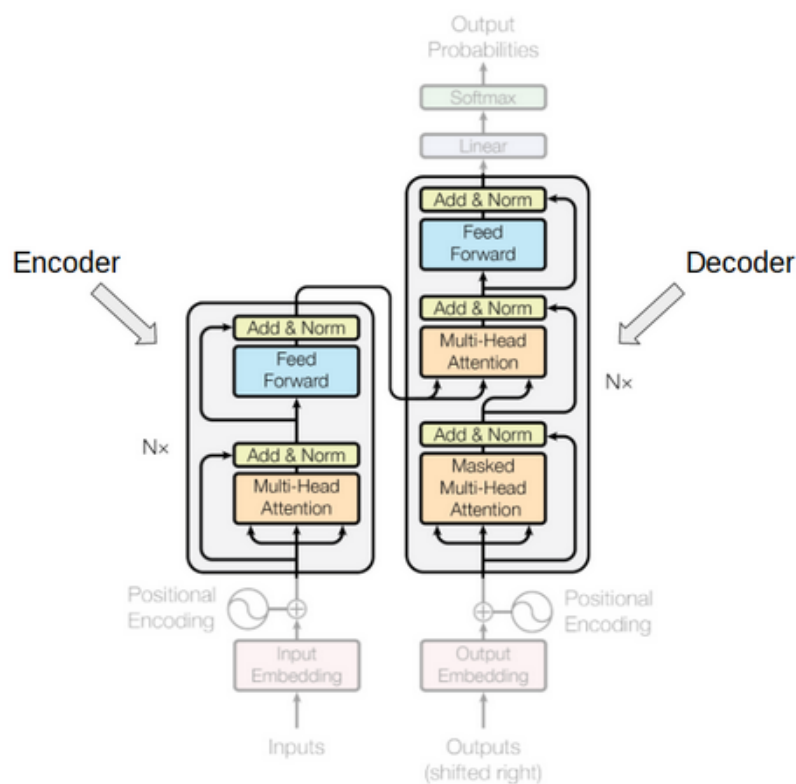 Output
Probabilities
Softmax
Linear
Add & Norm
Feed
Forward
Add & Norm
Multi-Head
Attention
Add & Norm
Masked
Multi-Head
Attention
Nx
Decoder
Encoder
Add & Norm
Feed
Forward
Add & Norm
Multi-Head
Attention
Nx
Positional
Encoding
Input
Embedding
Inputs
Positional
Encoding
Output
Embedding
Outputs
(shifted right)